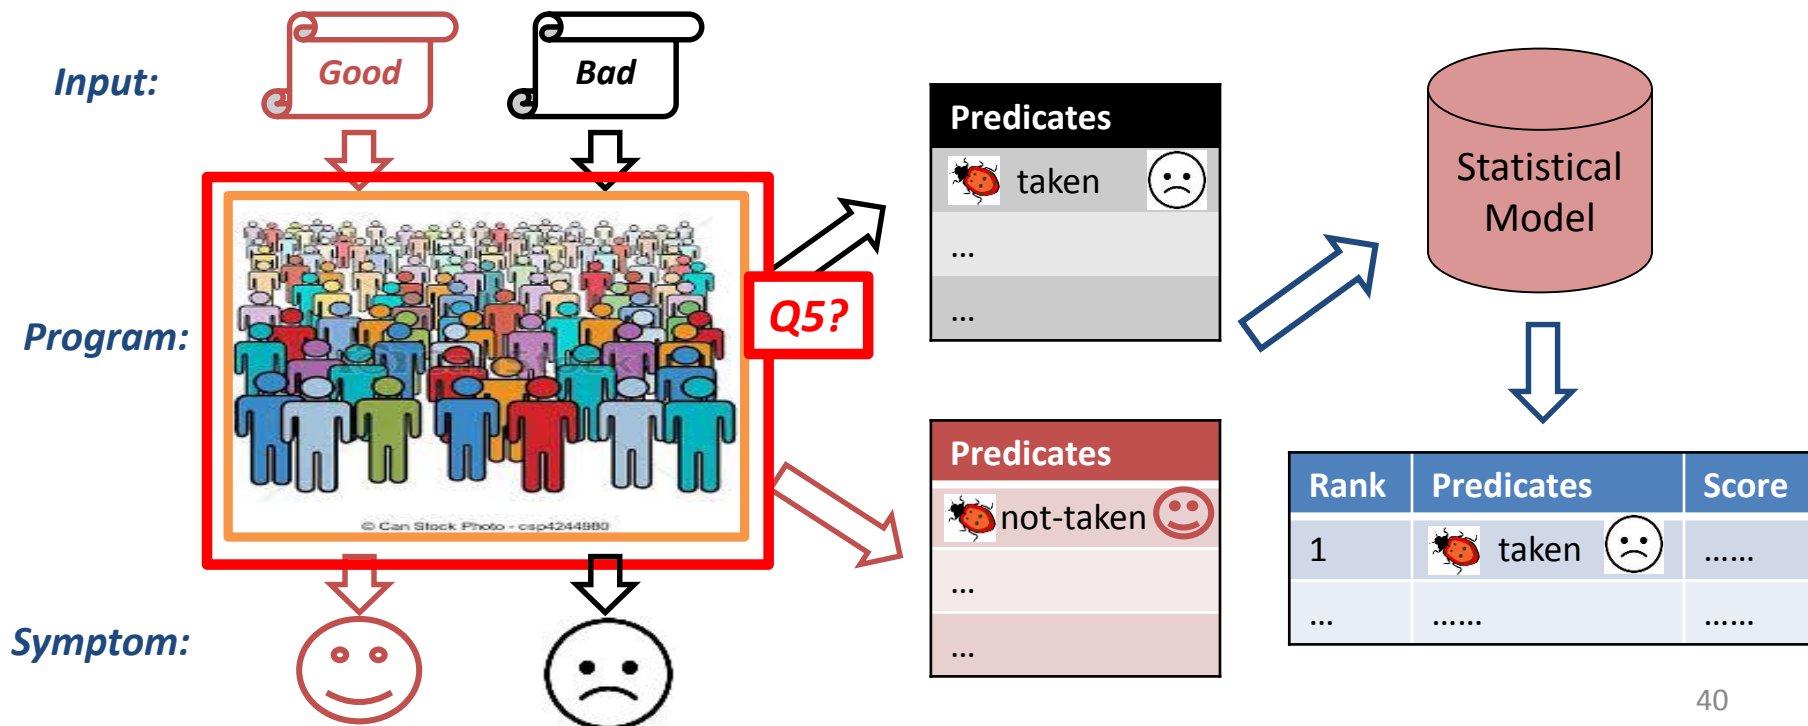 Input:
Good
Bad
Program:
Q5?
© Can Stock Photo - csp4244980
Symptom:
Predicates
taken
...
...
Predicates
not-taken
...
...
Statistical
Model
Rank Predicates Score
1 taken ......
... ...... ......
40